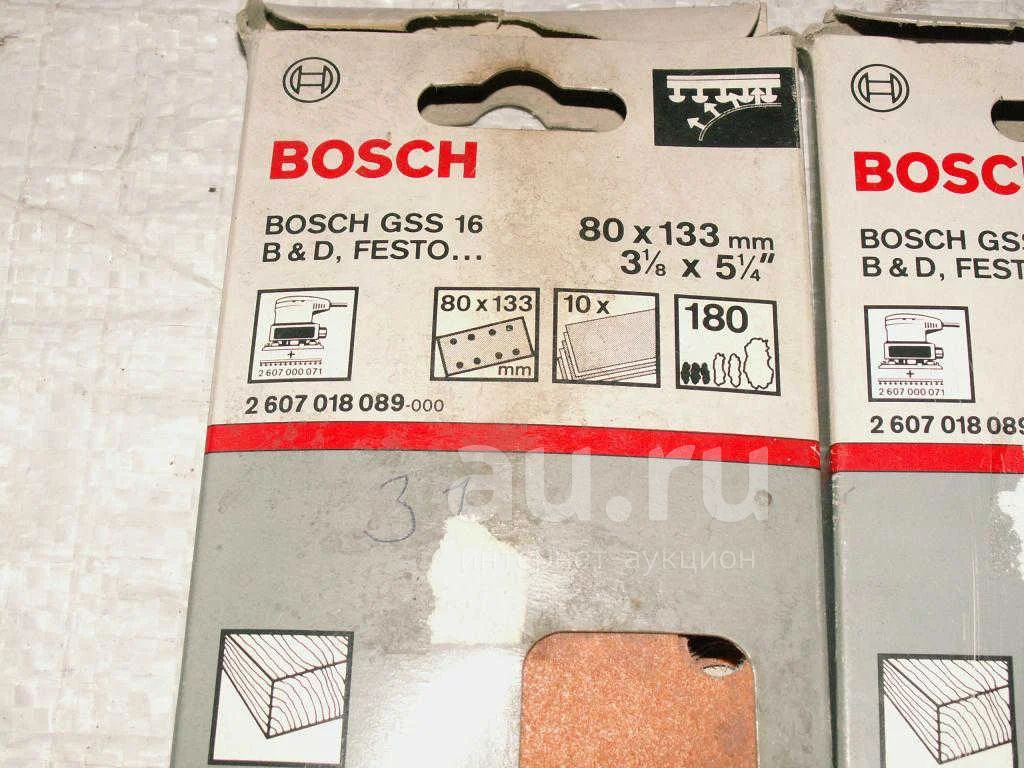 BOSCH
BOSCH GSS 16
B & D, FESTO...
80 x 133 mm
3⅛ x 5¼"
2 607 000 071
80 x 133
mm
10 x
180
2 607 018 089-000
3
au.ru
интернет аукцион
BOSC
BOSCH GS
B & D, FEST
2 607 000 071
2 607 018 089